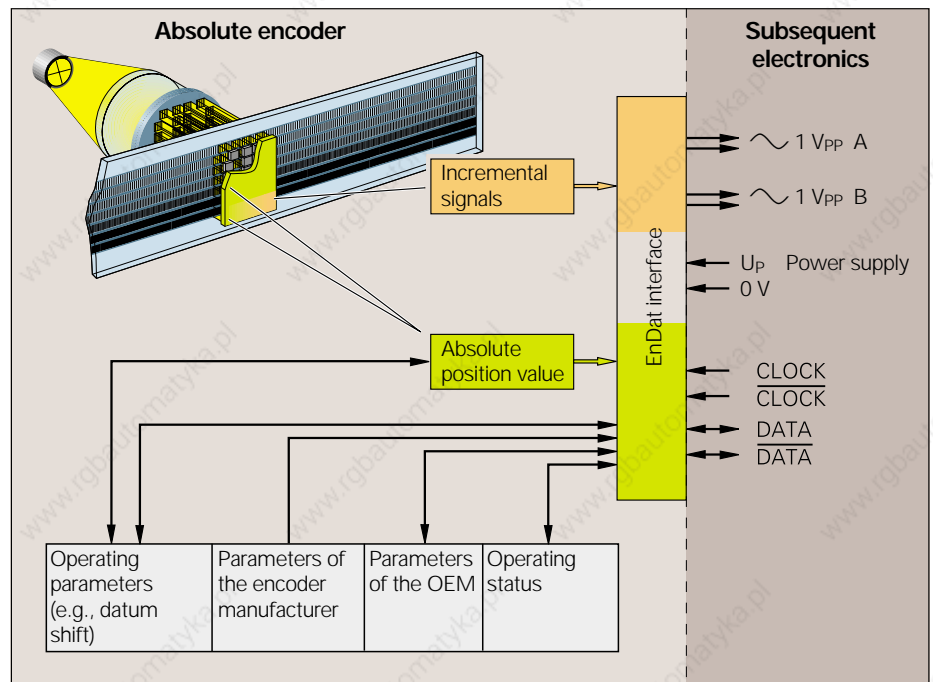 Absolute encoder
Subsequent
electronics
Incremental
signals
1 VPP A
1 VPP B
EnDat interface
UP Power supply
0 V
Absolute
position value
CLOCK
CLOCK
DATA
DATA
Operating
parameters
(e.g., datum
shift)
Parameters of
the encoder
manufacturer
Parameters
of the OEM
Operating
status
www.rgbautomatyka.pl